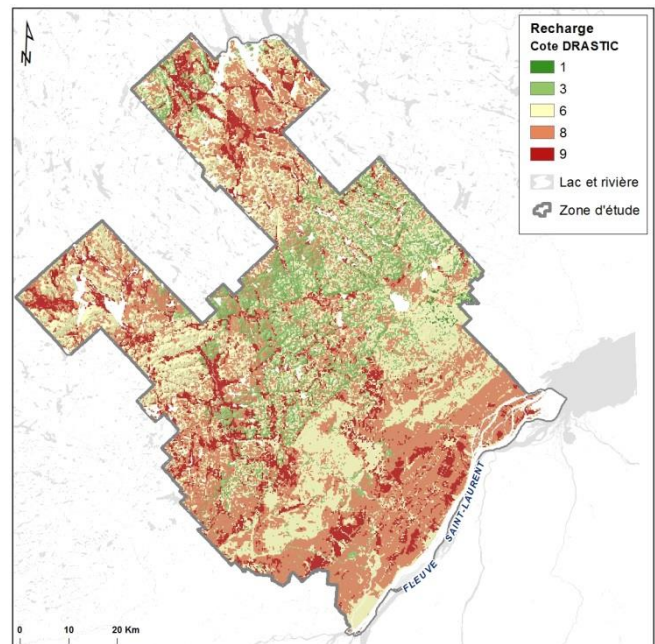 N
Recharge
Cote DRASTIC
1
3
6
8
9
Lac et rivière
Zone d'étude
FLEUVE SAINT-LAURENT
0 10 20 Km